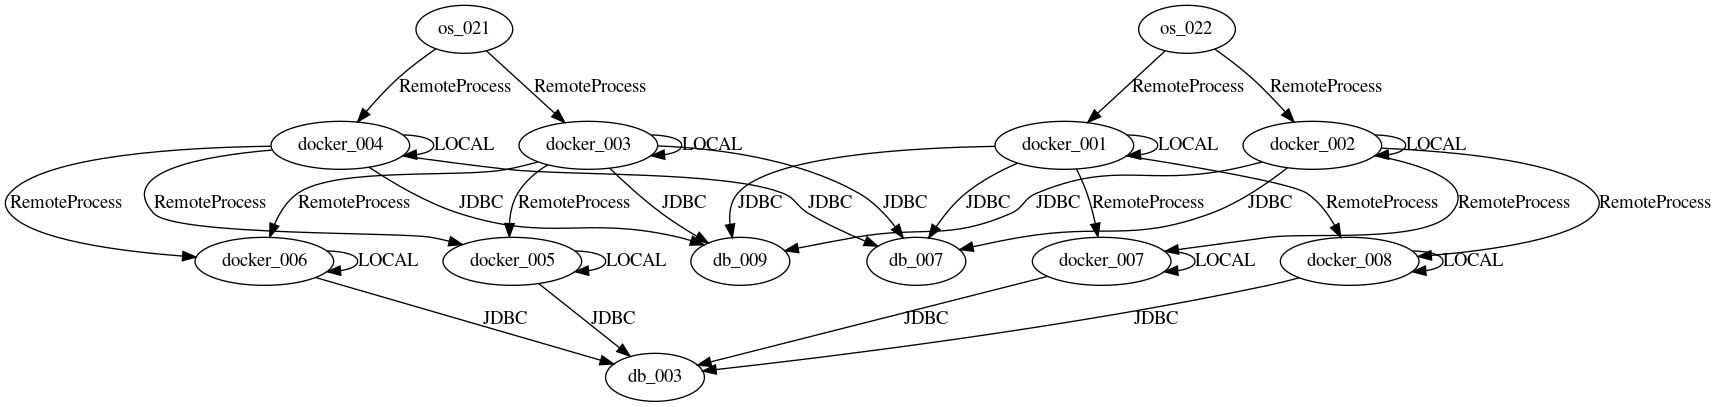 os_021
os_022
RemoteProcess
RemoteProcess
RemoteProcess
RemoteProcess
docker_004
LOCAL
docker_003
LOCAL
docker_001
LOCAL
docker_002
LOCAL
RemoteProcess
RemoteProcess
RemoteProcess
JDBC
RemoteProcess
JDBC
JDBC
JDBC
JDBC
JDBC
JDBC
RemoteProcess
JDBC
RemoteProcess
RemoteProcess
RemoteProcess
docker_006
LOCAL
docker_005
LOCAL
db_009
db_007
docker_007
LOCAL
docker_008
LOCAL
JDBC
JDBC
JDBC
JDBC
db_003